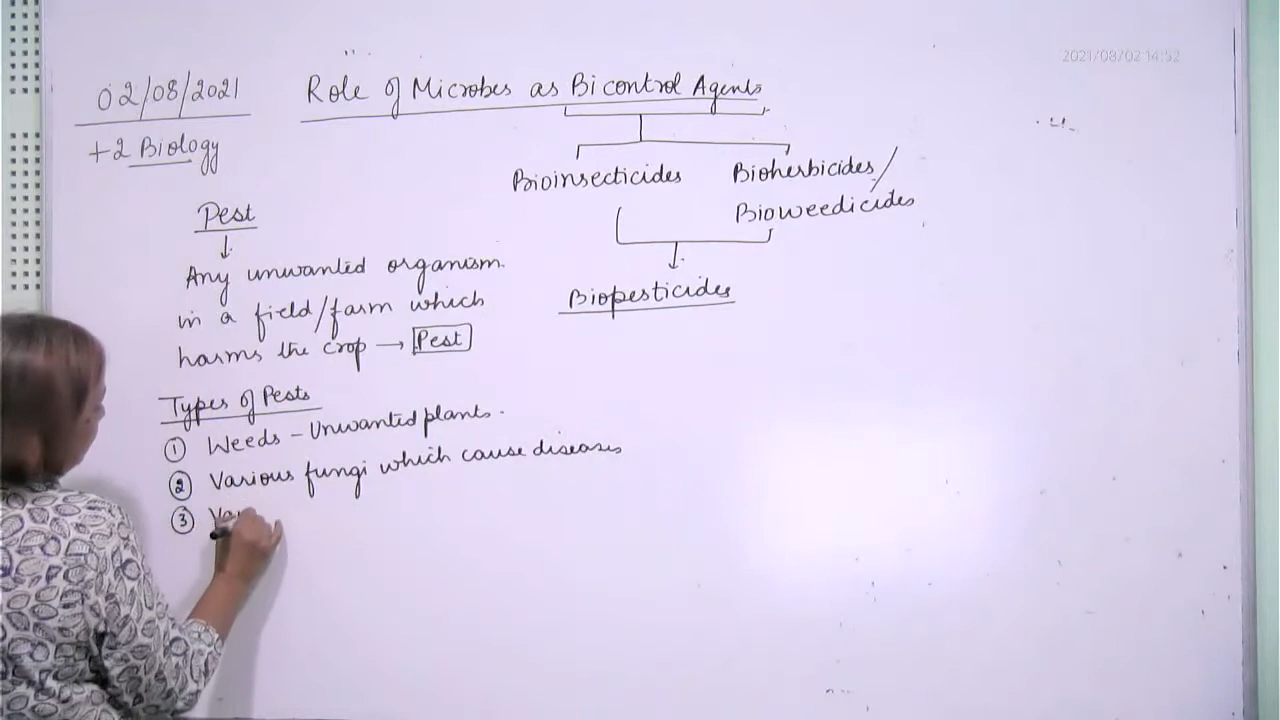 2021/08/02 14:52
02/08/2021
Role of Microbes as Bicontrol Agents
+2 Biology
Bioinsecticides
Bioherbicides/
Bioweedicides
Biopesticides
Pest
↓
Any unwanted organism.
in a field/farm which
harms the crop → Pest
Types of Pests
① Weeds - Unwanted plants.
② Various fungi which cause diseases
③